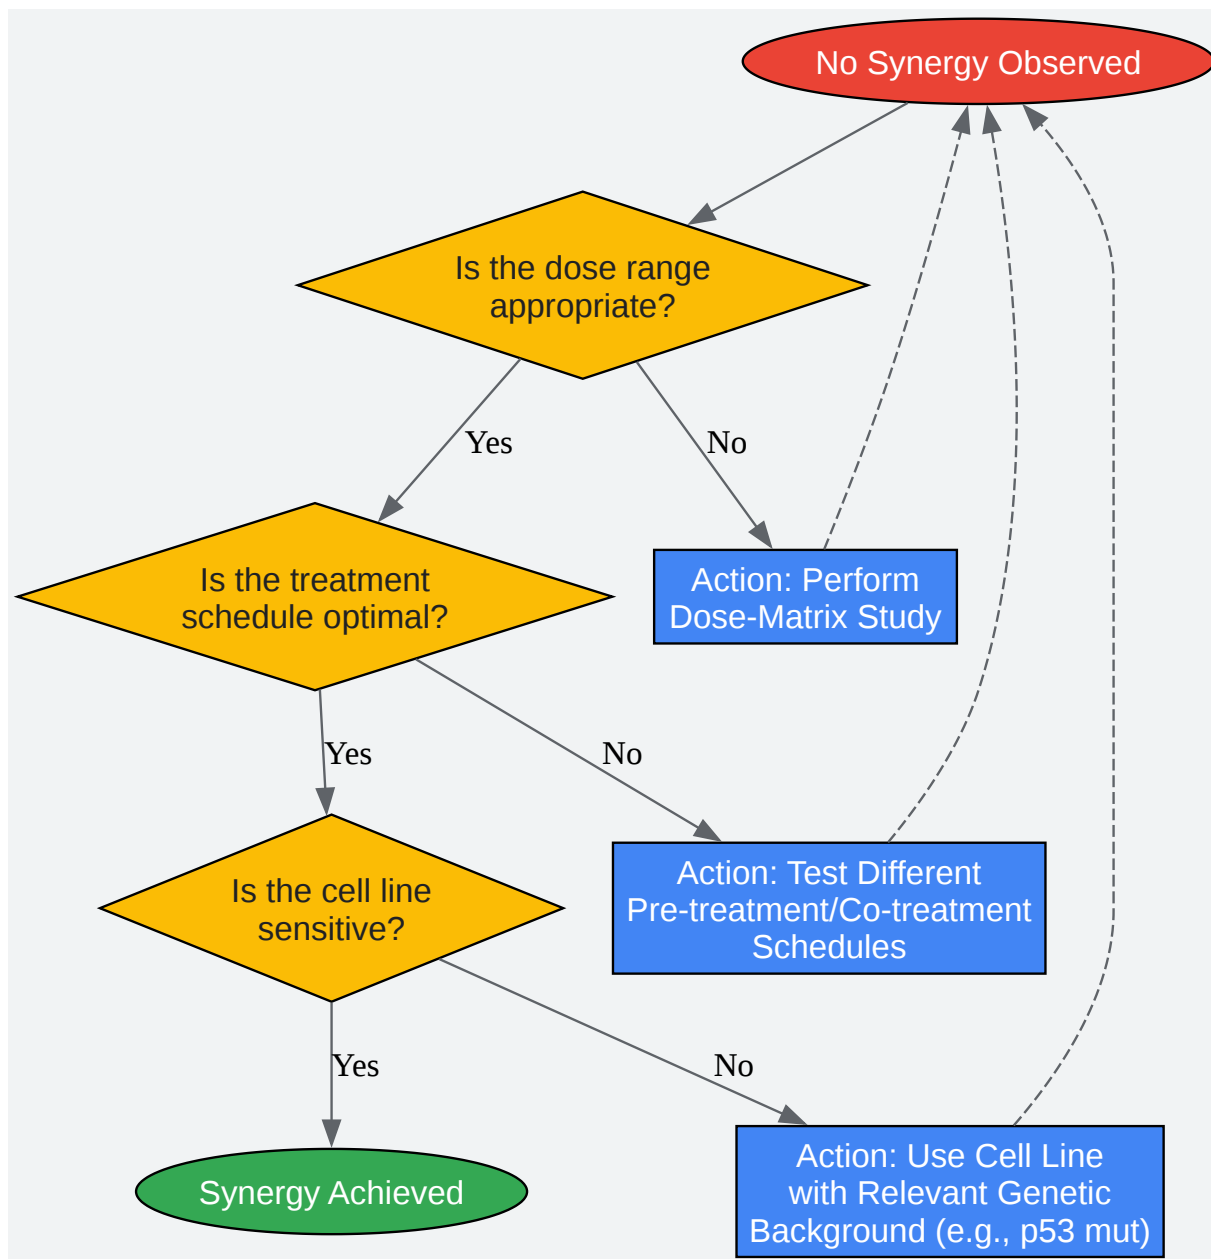 No Synergy Observed
Is the dose range
appropriate?
Yes
No
Is the treatment
schedule optimal?
Action: Perform
Dose-Matrix Study
Yes
No
Is the cell line
sensitive?
Action: Test Different
Pre-treatment/Co-treatment
Schedules
Yes
No
Synergy Achieved
Action: Use Cell Line
with Relevant Genetic
Background (e.g., p53 mut)